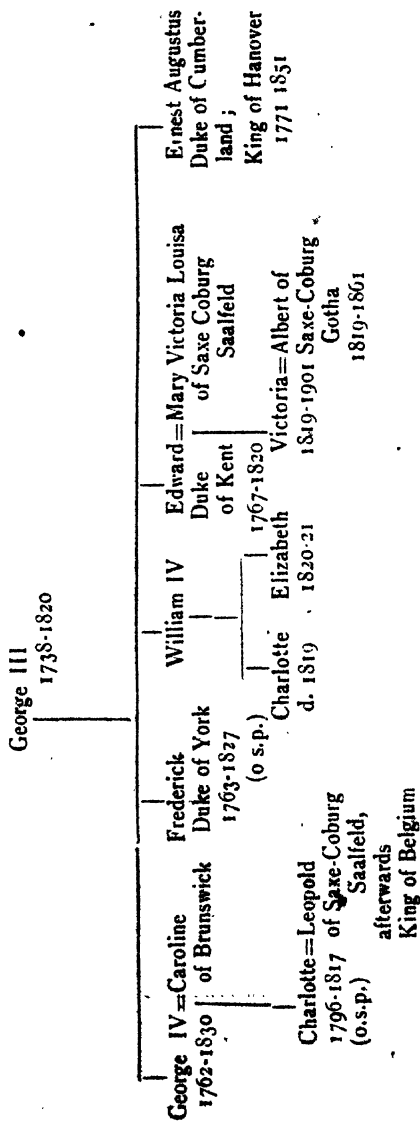 George III
1738-1820
George IV=Caroline
1762-1830 of Brunswick
Frederick
Duke of York
1763-1827
(o s.p.)
William IV
Edward=Mary Victoria Louisa
Duke of Saxe Coburg
of Kent Saalfeld
1767-1820
Ernest Augustus
Duke of Cumber-
land ;
King of Hanover
1771 1851
Charlotte=Leopold
1796-1817 of Saxe-Coburg
(o.s.p.) Saalfeld,
afterwards
King of Belgium
Charlotte
d. 1819
Elizabeth
1820-21
Victoria=Albert of
1819-1901 Saxe-Coburg
Gotha
1819-1861